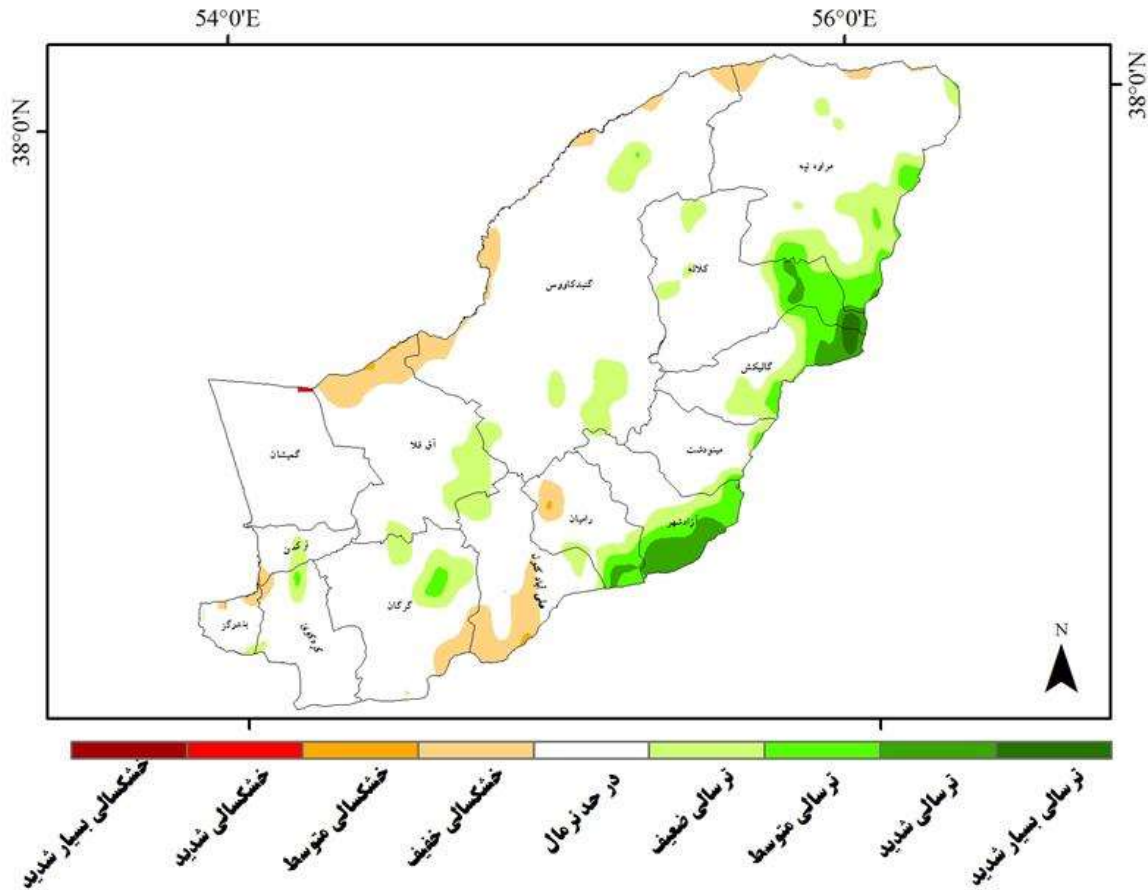 54°0'E
56°0'E
38°0'N
38°0'N
مراوه تپه
کلاله
گنبدکاووس
گالیکش
مینودشت
آق قلا
گمیشان
رامیان
آزادشهر
ترکمن
علی آباد کتول
گرگان
بندرگز
کردکوی
N
خشکسالی بسیار شدید
خشکسالی شدید
خشکسالی متوسط
خشکسالی خفیف
در حد نرمال
ترسالی ضعیف
ترسالی متوسط
ترسالی شدید
ترسالی بسیار شدید